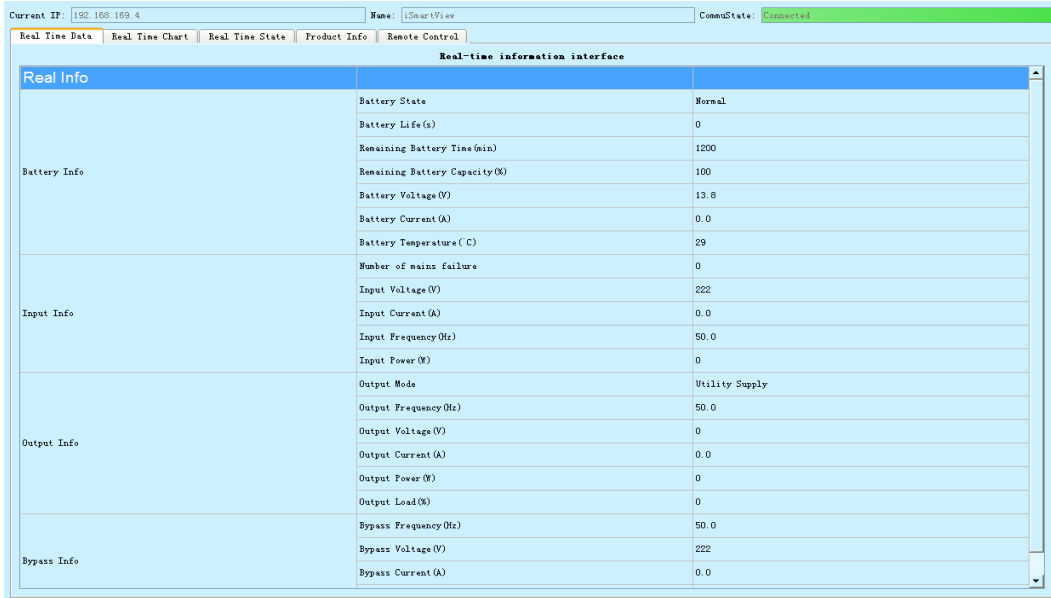 Current IP: 192.168.169.4 Name: iSmartView CommuState: Connected
Real Time Data Real Time Chart Real Time State Product Info Remote Control
Real-time information interface
Real Info
Battery Info
Battery State Normal
Battery Life(s) 0
Remaining Battery Time(min) 1200
Remaining Battery Capacity(%) 100
Battery Voltage(V) 13.8
Battery Current(A) 0.0
Battery Temperature(°C) 29
Input Info
Number of mains failure 0
Input Voltage(V) 222
Input Current(A) 0.0
Input Frequency(Hz) 50.0
Input Power(W) 0
Output Info
Output Mode Utility Supply
Output Frequency(Hz) 50.0
Output Voltage(V) 0
Output Current(A) 0.0
Output Power(W) 0
Output Load(%) 0
Bypass Info
Bypass Frequency(Hz) 50.0
Bypass Voltage(V) 222
Bypass Current(A) 0.0